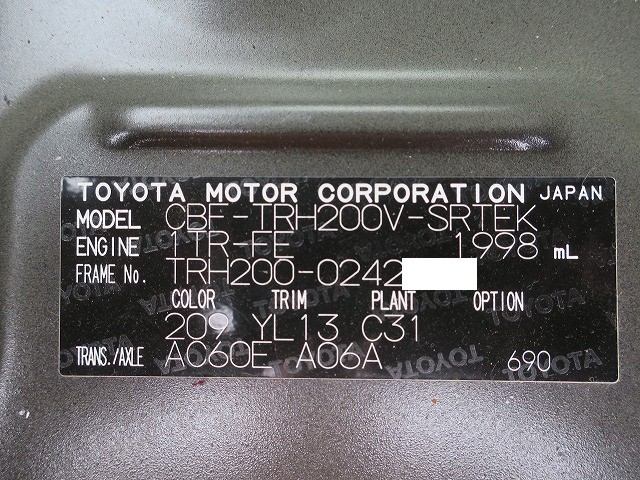 TOYOTA MOTOR CORPORATION JAPAN
MODEL CBF-TRH200V-SRTEK
ENGINE 1TR-FE 1998 mL
FRAME No. TRH200-0242
COLOR TRIM PLANT OPTION
209 YL13 C31
TRANS./AXLE AC60E A06A 690